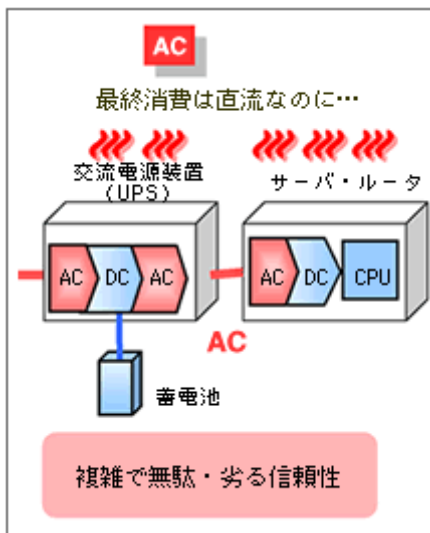 AC
最終消費は直流なのに…
交流電源装置
(UPS)
サーバ・ルータ
AC DC AC
AC DC CPU
AC
蓄電池
複雑で無駄・劣る信頼性